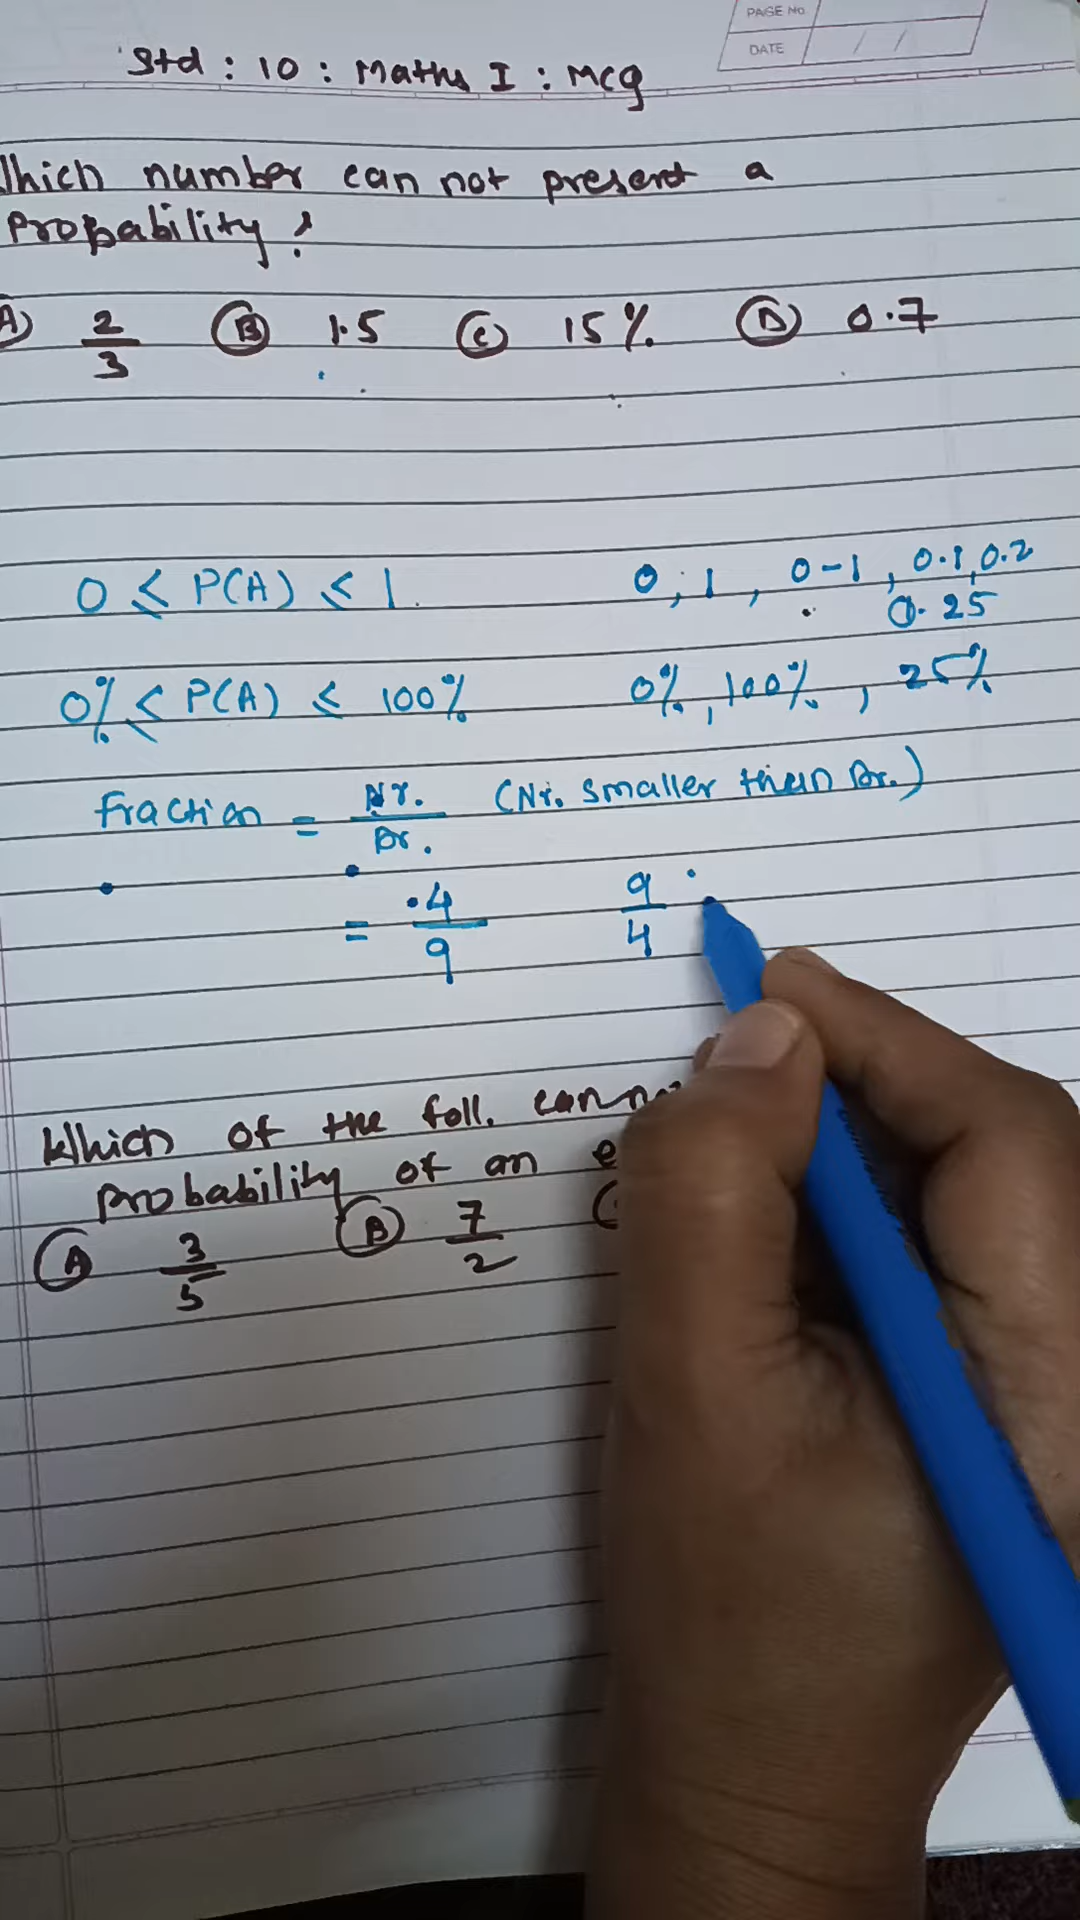 PAGE No.
DATE / /
Std : 10 : Maths I : MCQ
Which number can not present a
Probability ?
A) 2/3 (B) 1.5 (C) 15% (D) 0.7
0 ≤ P(A) ≤ 1. 0, 1, 0-1, 0.1, 0.2
0.25
0% ≤ P(A) ≤ 100% 0%, 100%, 25%
Fraction = Nr./Dr. (Nr. smaller then Dr.)
= 4/9 9/4
Which of the foll. can
probability of an
(A) 3/5 (B) 7/2